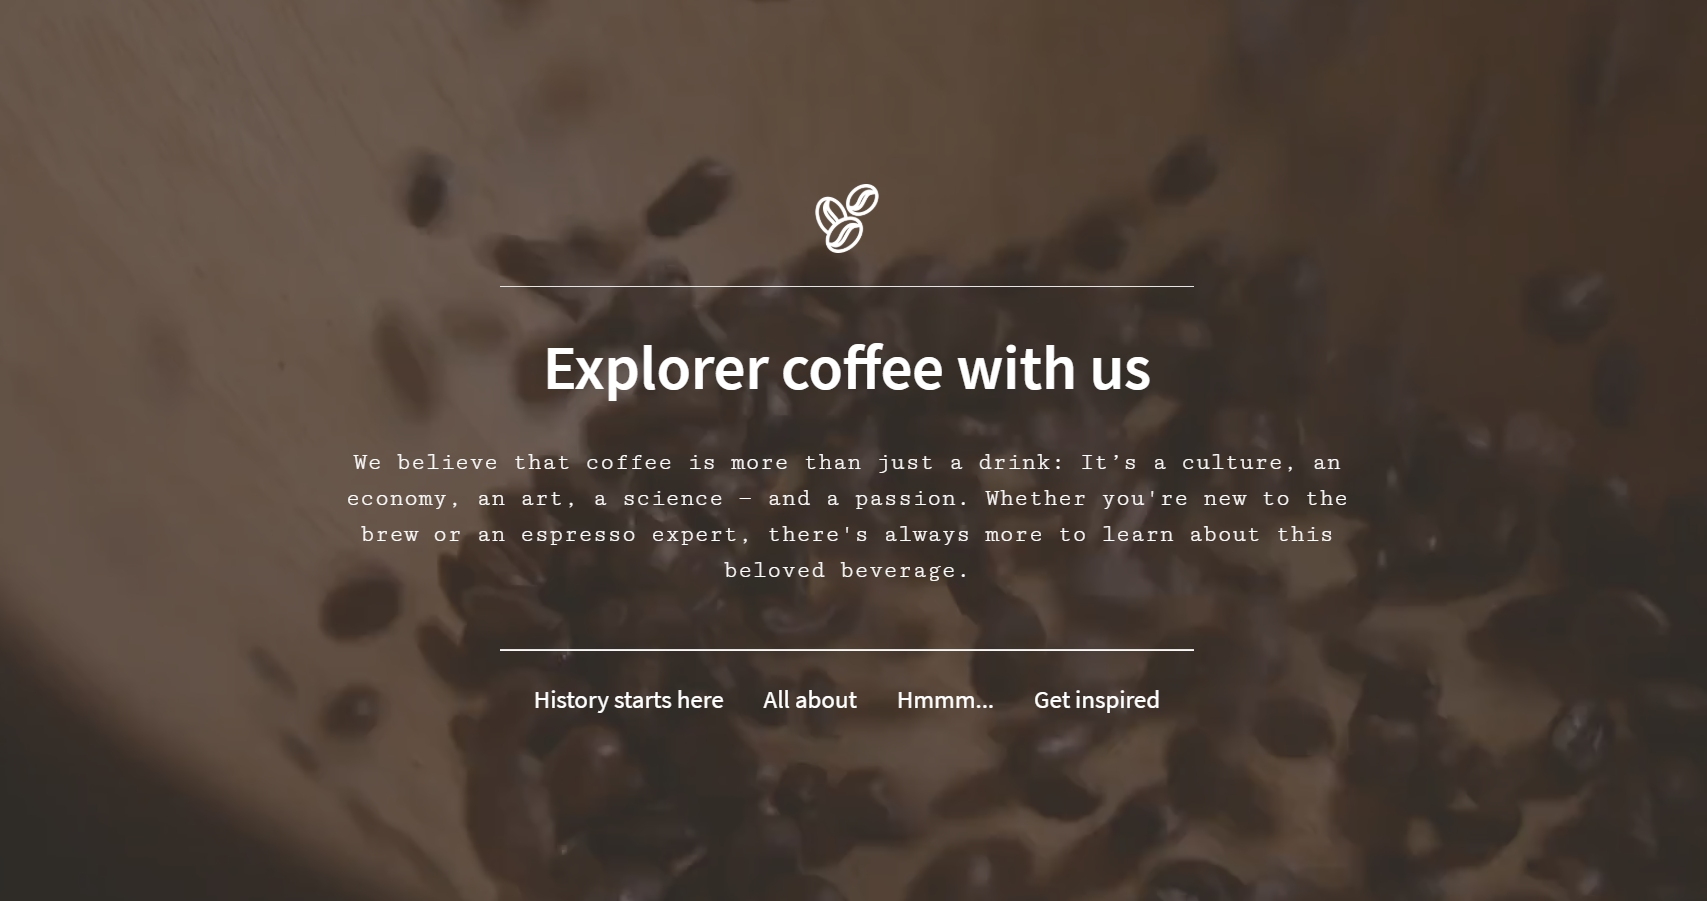 Explorer coffee with us
We believe that coffee is more than just a drink: It’s a culture, an
economy, an art, a science – and a passion. Whether you're new to the
brew or an espresso expert, there's always more to learn about this
beloved beverage.
History starts here All about Hmmm... Get inspired